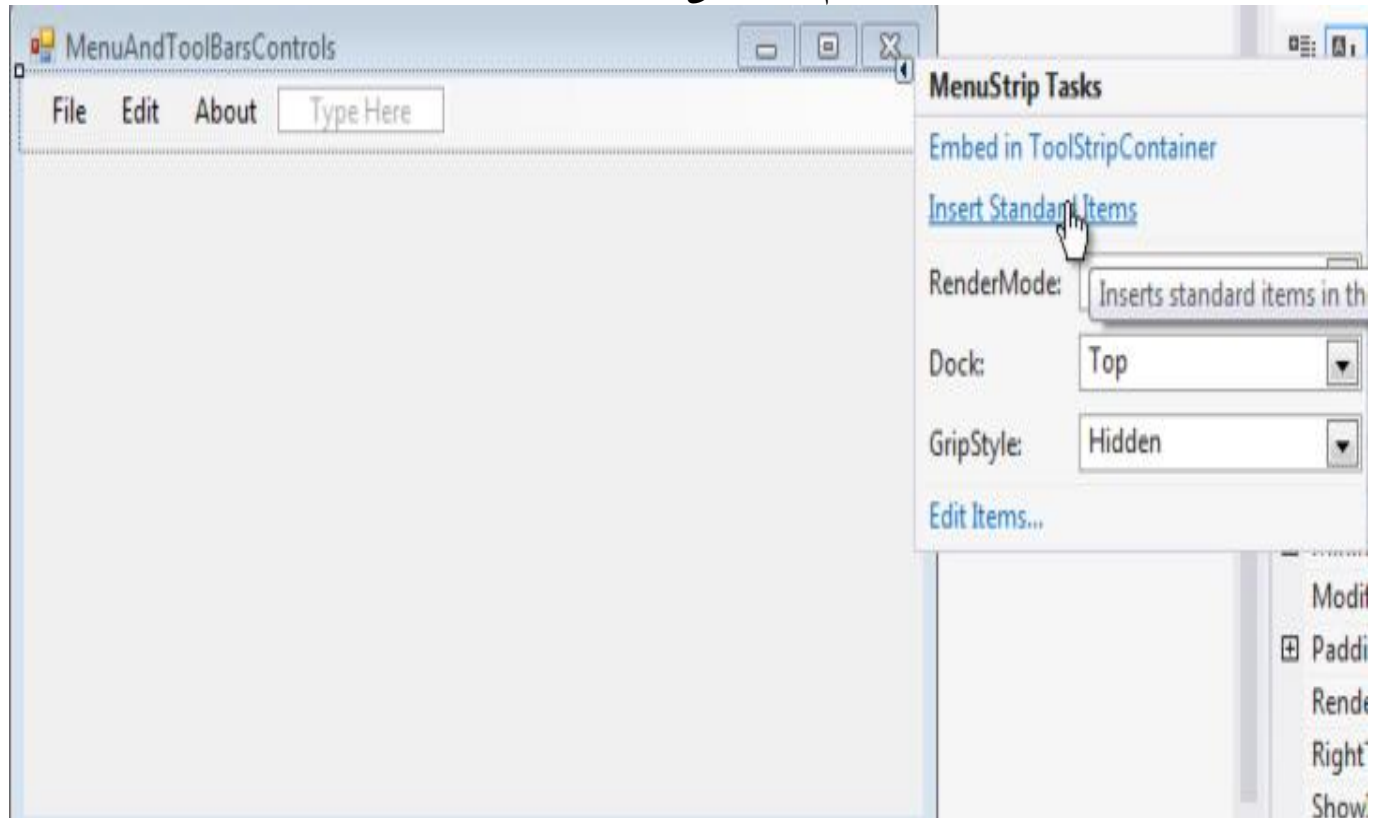 MenuAndToolBarsControls
File Edit About Type Here
MenuStrip Tasks
Embed in ToolStripContainer
Insert Standard Items
RenderMode:
Inserts standard items in th
Dock: Top
GripStyle: Hidden
Edit Items...
Modif
Paddi
Rende
Right
Show